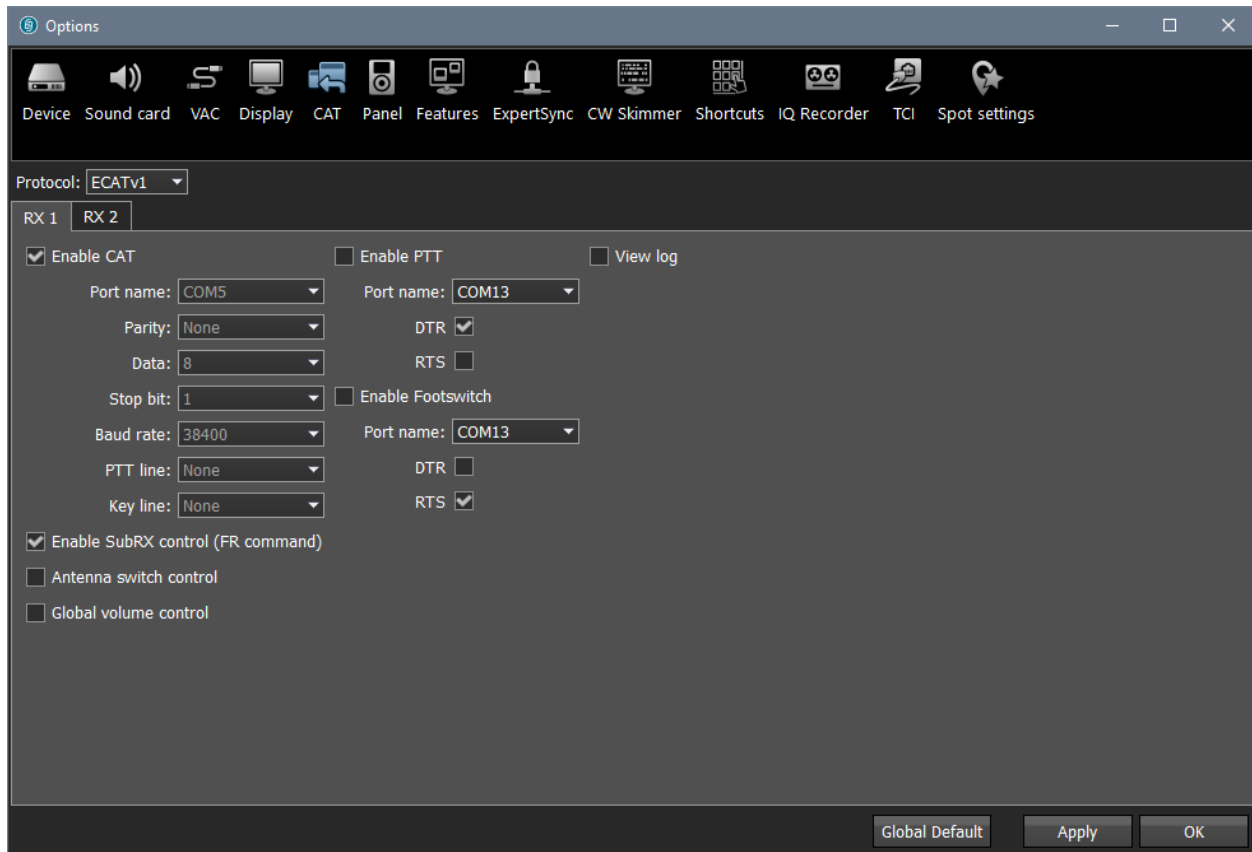 Options
Device Sound card VAC Display CAT Panel Features ExpertSync CW Skimmer Shortcuts IQ Recorder TCI Spot settings
Protocol: ECATv1
RX 1 RX 2
Enable CAT Enable PTT View log
Port name: COM5 Port name: COM13
Parity: None DTR
Data: 8 RTS
Stop bit: 1 Enable Footswitch
Baud rate: 38400 Port name: COM13
PTT line: None DTR
Key line: None RTS
Enable SubRX control (FR command)
Antenna switch control
Global volume control
Global Default Apply OK